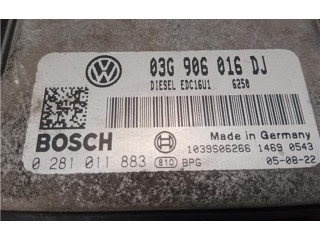 03G 906 016 DJ
DIESEL EDC16U1 6250
BOSCH
Made in Germany
1039S06266 1469 0543
0 281 011 883 810 BPG 05-08-22